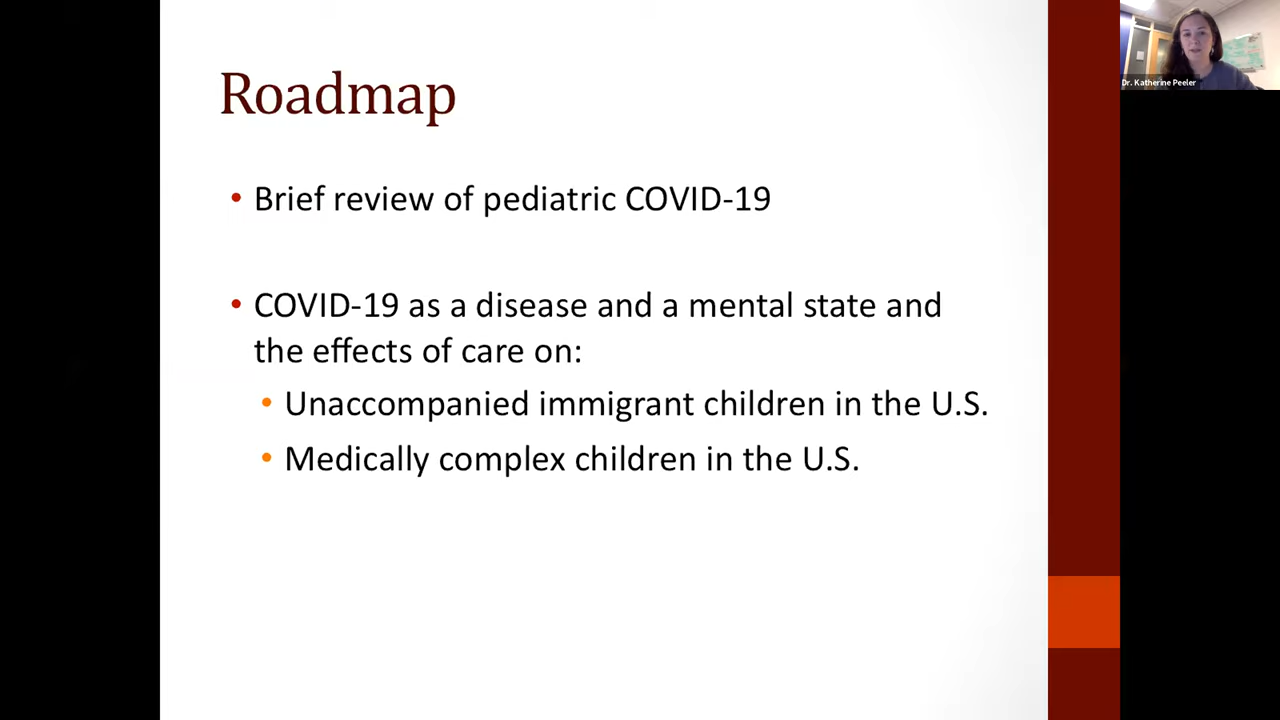 Roadmap
• Brief review of pediatric COVID-19
• COVID-19 as a disease and a mental state and
the effects of care on:
• Unaccompanied immigrant children in the U.S.
• Medically complex children in the U.S.
Dr. Katherine Peeler